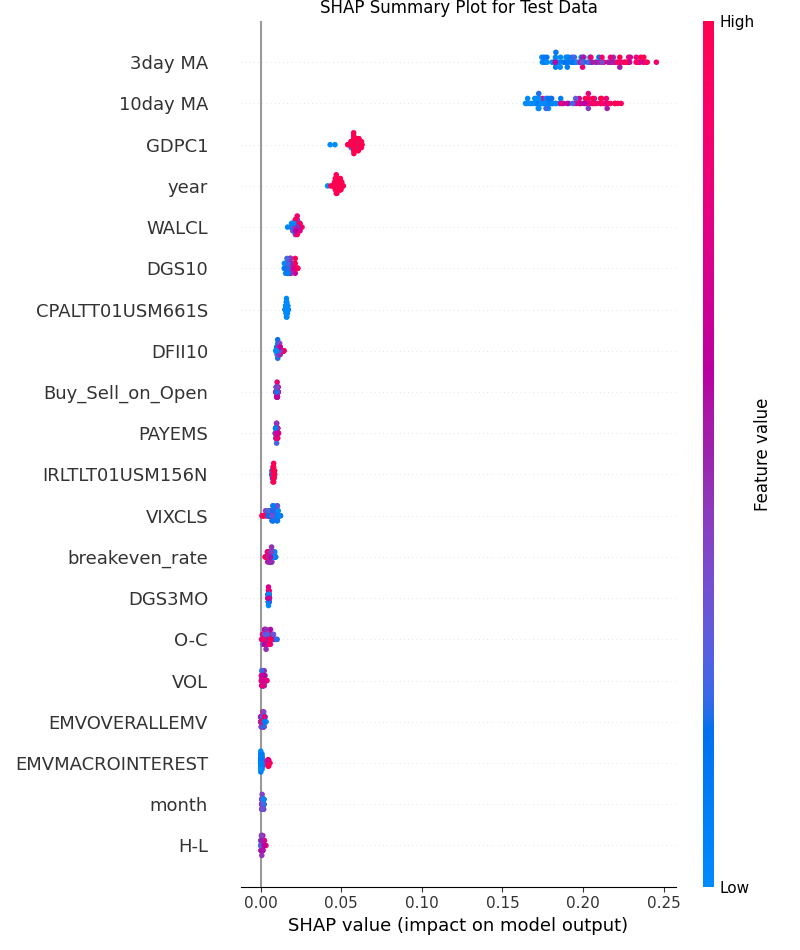 SHAP Summary Plot for Test Data
High
3day MA
10day MA
GDPC1
year
WALCL
DGS10
CPALTT01USM661S
DFII10
Buy_Sell_on_Open
PAYEMS
IRLTLT01USM156N
VIXCLS
breakeven_rate
DGS3MO
O-C
VOL
EMVOVERALLEMV
EMVMACROINTEREST
month
H-L
Feature value
Low
0.00 0.05 0.10 0.15 0.20 0.25
SHAP value (impact on model output)